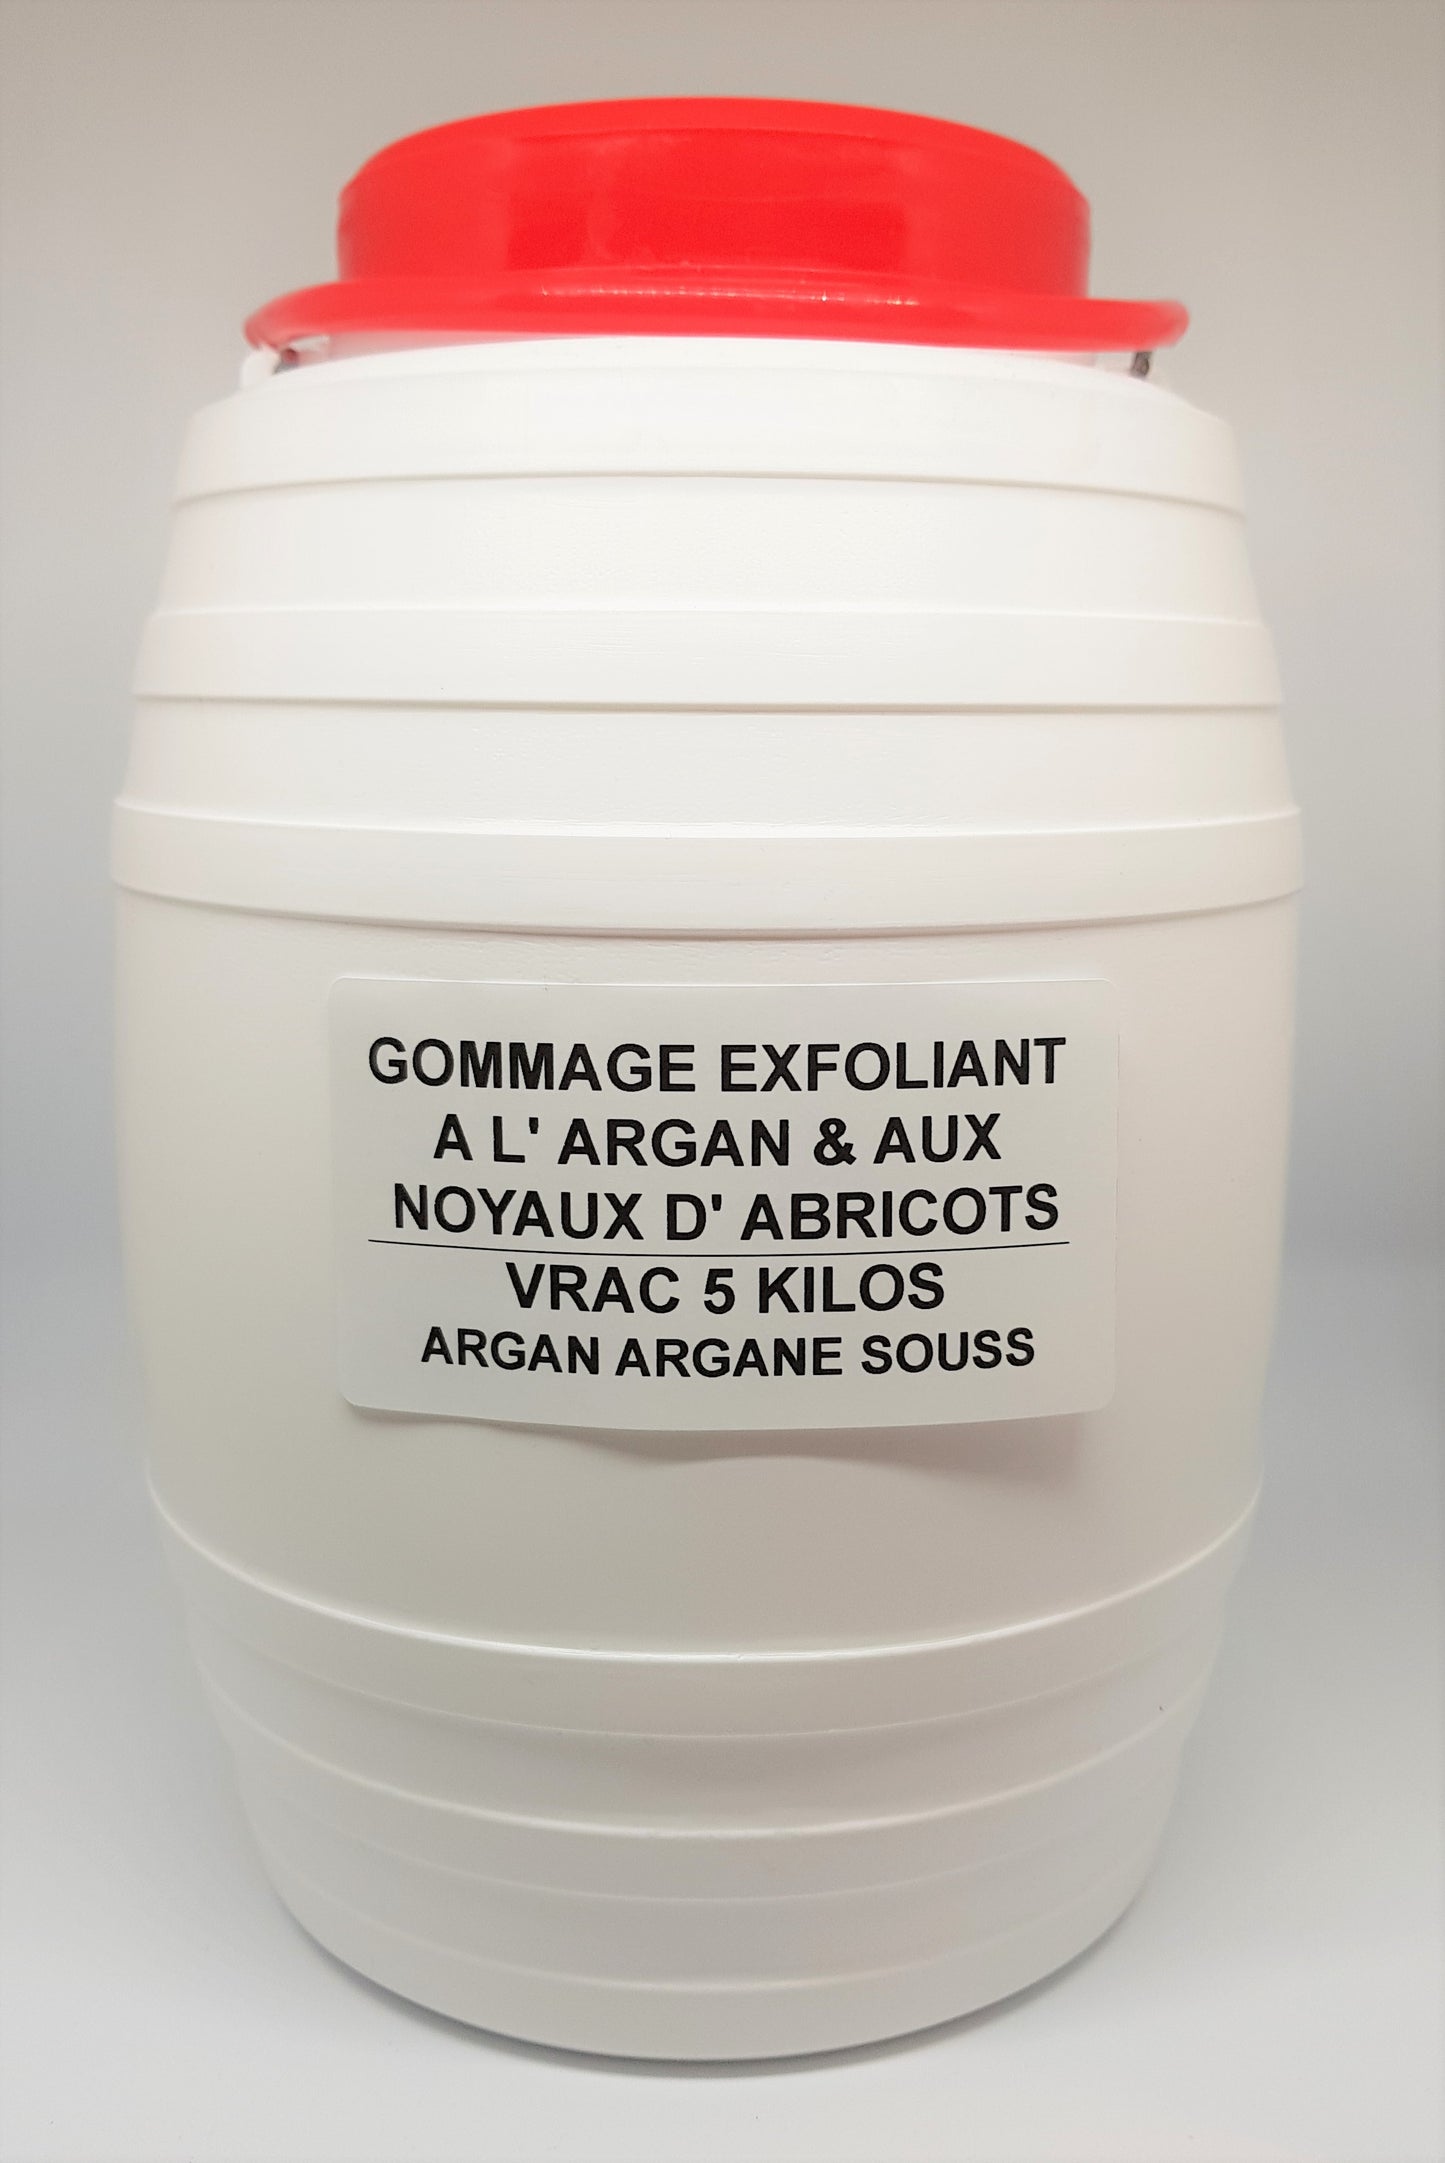 GOMMAGE EXFOLIANT
A L' ARGAN & AUX
NOYAUX D' ABRICOTS
VRAC 5 KILOS
ARGAN ARGANE SOUSS